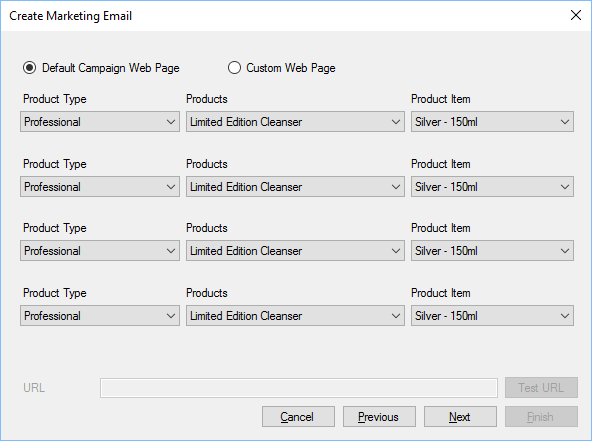 Create Marketing Email
Default Campaign Web Page Custom Web Page
Product Type Products Product Item
Professional Limited Edition Cleanser Silver - 150ml
Product Type Products Product Item
Professional Limited Edition Cleanser Silver - 150ml
Product Type Products Product Item
Professional Limited Edition Cleanser Silver - 150ml
Product Type Products Product Item
Professional Limited Edition Cleanser Silver - 150ml
URL Test URL
Cancel Previous Next Finish